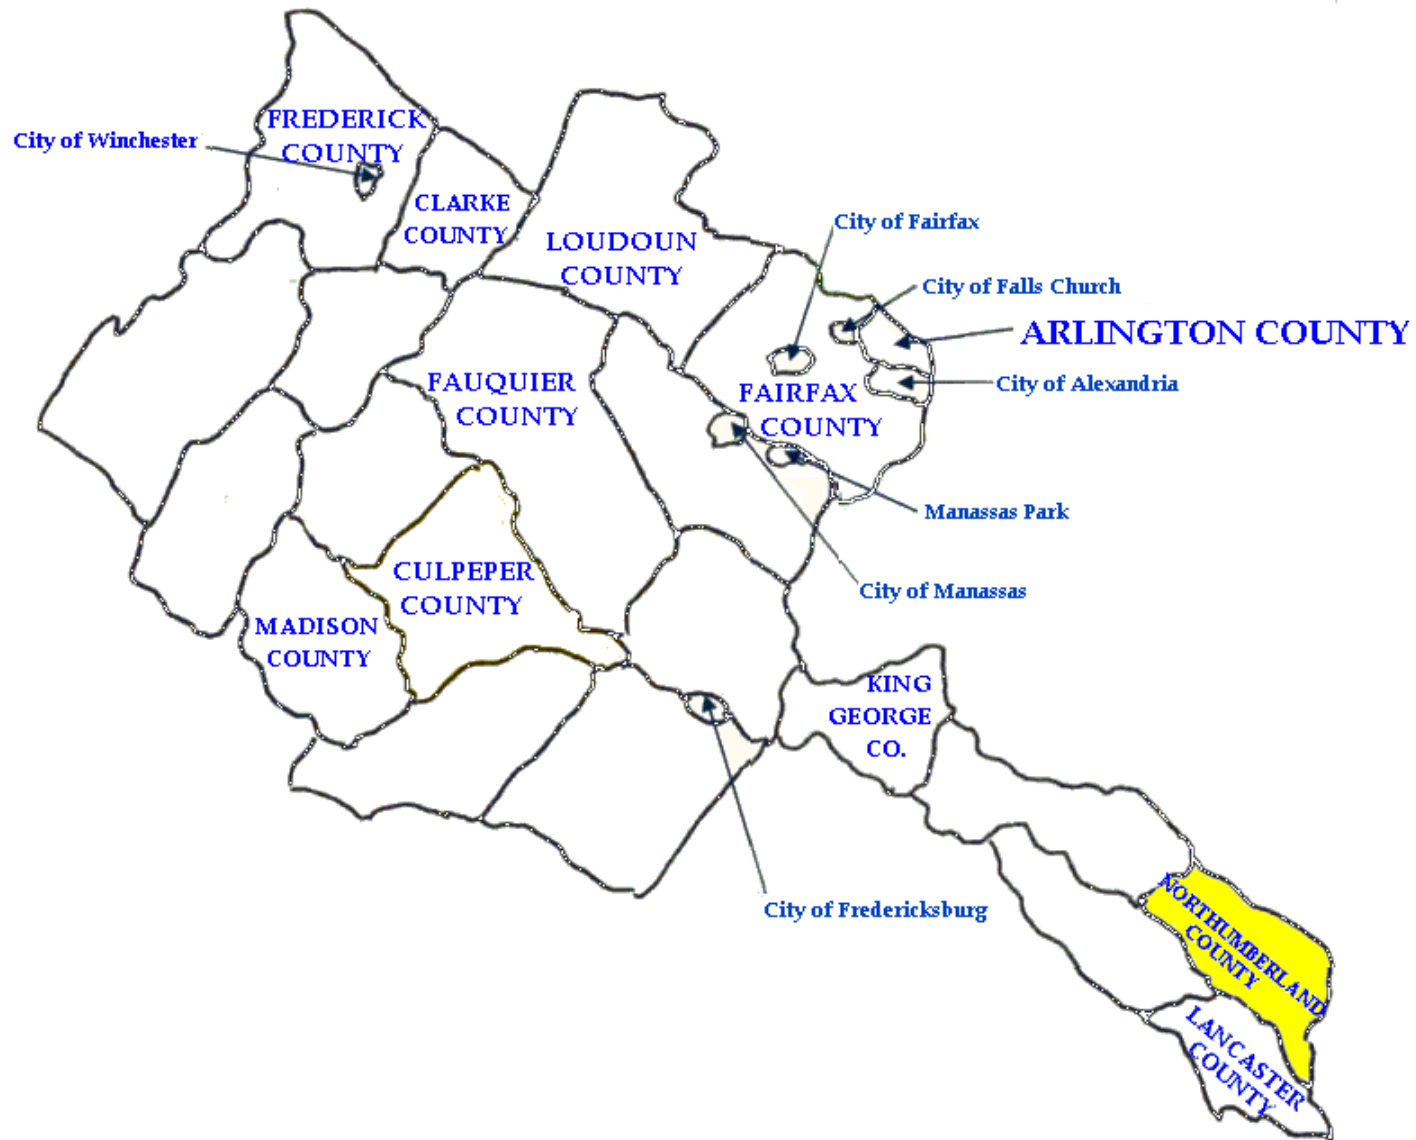 FREDERICK
COUNTY
City of Winchester
CLARKE
COUNTY
LOUDOUN
COUNTY
City of Fairfax
City of Falls Church
ARLINGTON COUNTY
City of Alexandria
FAUQUIER
COUNTY
FAIRFAX
COUNTY
Manassas Park
City of Manassas
CULPEPER
COUNTY
MADISON
COUNTY
KING
GEORGE
CO.
City of Fredericksburg
NORTHUMBERLAND
COUNTY
LANCASTER
COUNTY